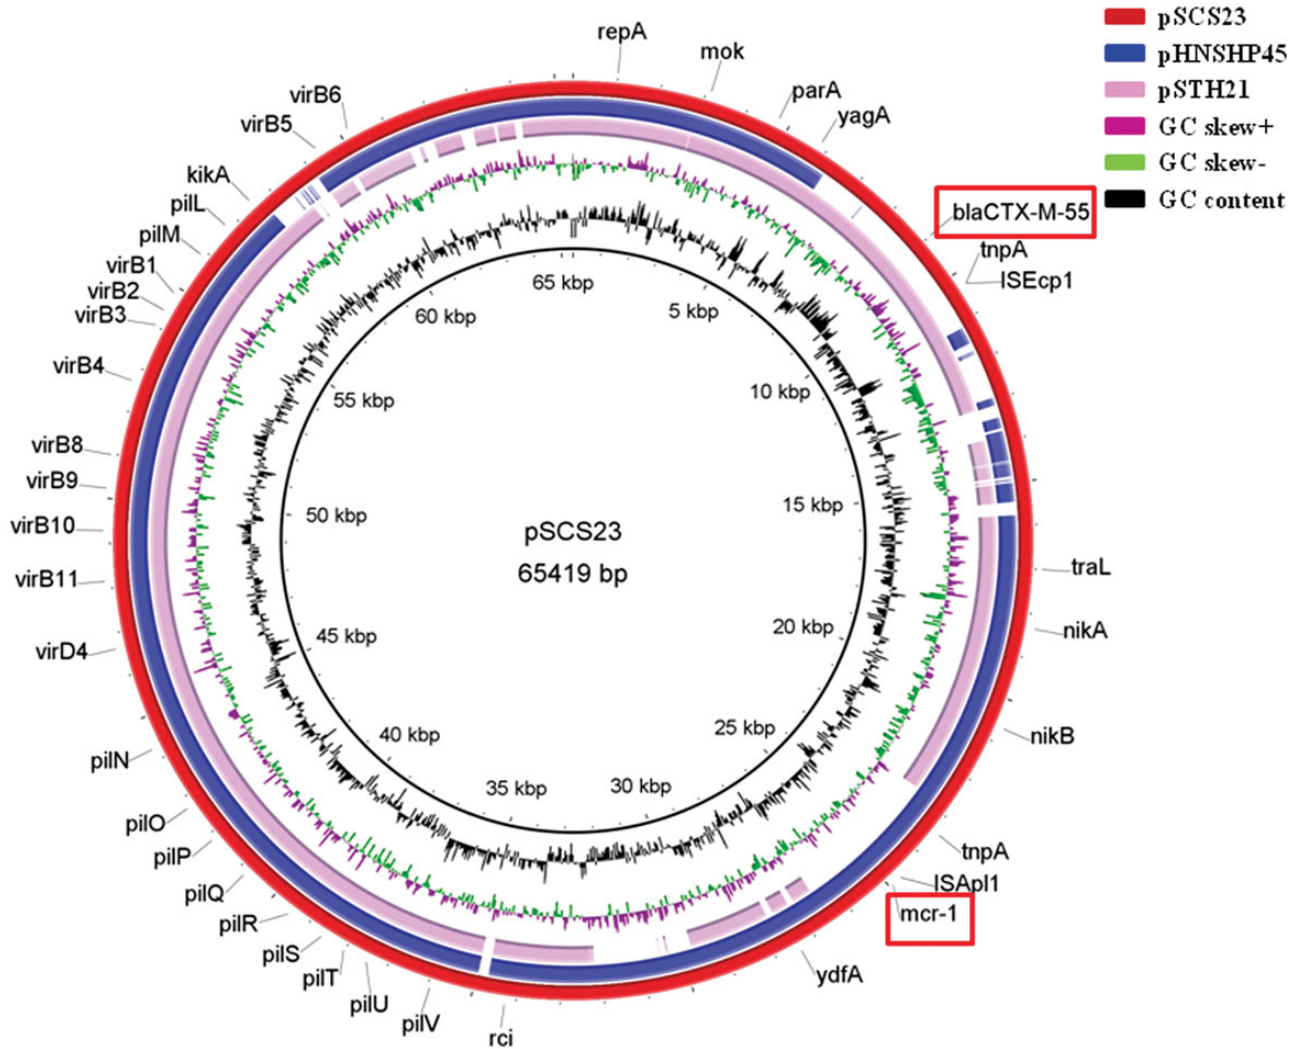 pSCS23
pHNSHP45
pSTH21
GC skew+
GC skew-
GC content
repA
mok
parA
yagA
blaCTX-M-55
tnpA
ISEcp1
traL
nikA
nikB
tnpA
ISApl1
mcr-1
ydfA
rci
pilV
pilU
pilT
pilS
pilR
pilQ
pilP
pilO
pilN
virD4
virB11
virB10
virB9
virB8
virB4
virB3
virB2
virB1
pilM
pilL
kikA
virB5
virB6
65 kbp
5 kbp
10 kbp
15 kbp
20 kbp
25 kbp
30 kbp
35 kbp
40 kbp
45 kbp
50 kbp
55 kbp
60 kbp
pSCS23
65419 bp